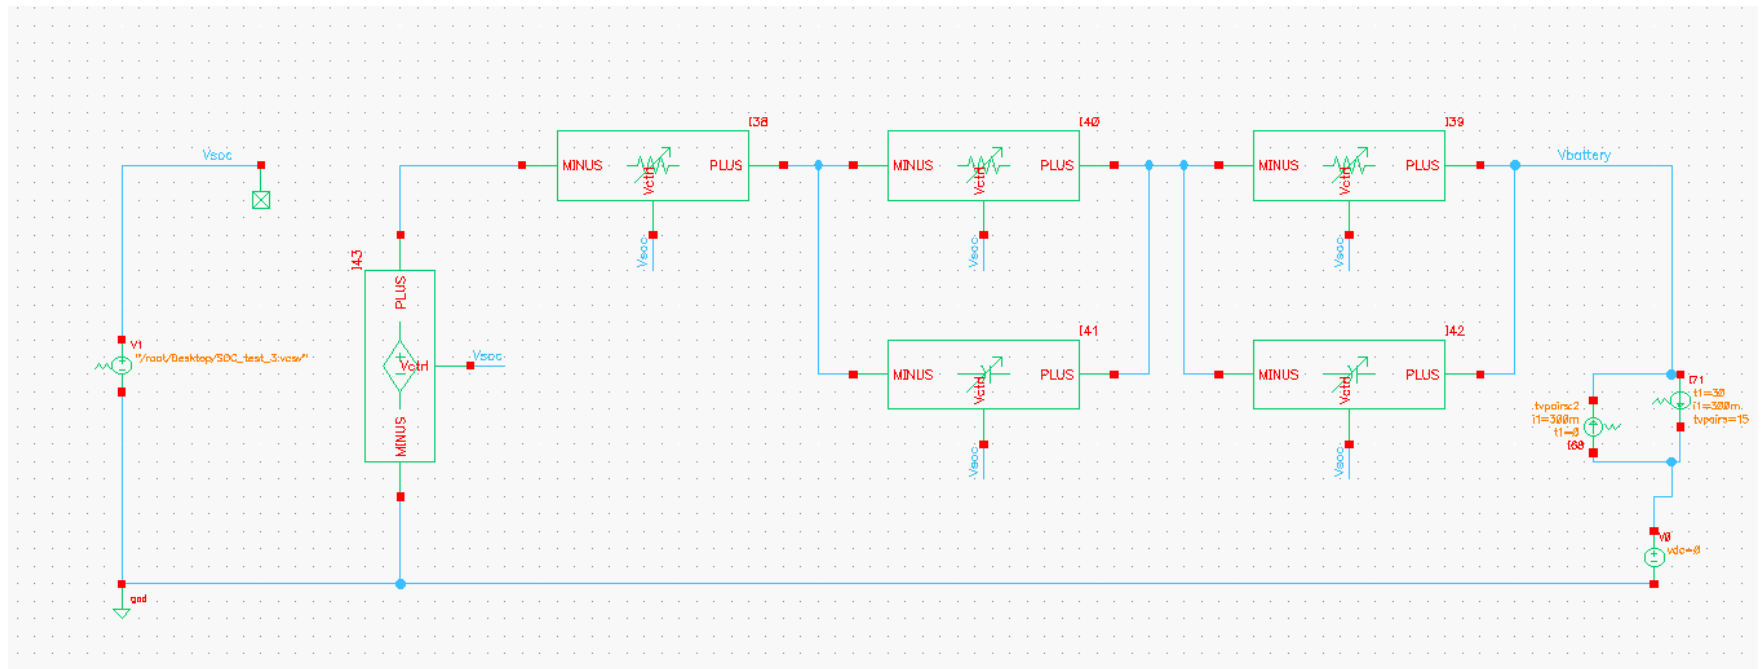 I38
I40
I39
Vsoc
MINUS
PLUS
MINUS
PLUS
MINUS
PLUS
Vbattery
Vctrl
Vctrl
Vctrl
Vsoc
Vsoc
Vsoc
I43
PLUS
Vctrl
MINUS
Vsoc
V1
"/root/Desktop/SOC_test_3.vcsv"
I41
I42
MINUS
PLUS
MINUS
PLUS
Vctrl
Vctrl
Vsoc
Vsoc
I71
t1=30
i1=300m
tvpairs=15
tvpairs:2
i1=300m
t1=0
V0
vdc=0
gnd